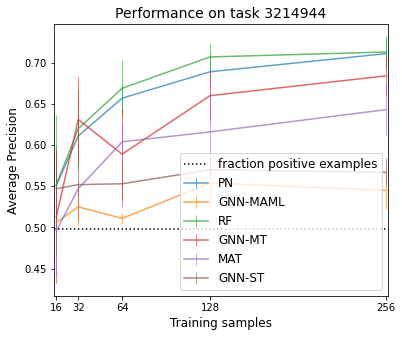 Performance on task 3214944
Average Precision
0.70
0.65
0.60
0.55
0.50
0.45
fraction positive examples
PN
GNN-MAML
RF
GNN-MT
MAT
GNN-ST
16 32 64 128 256
Training samples